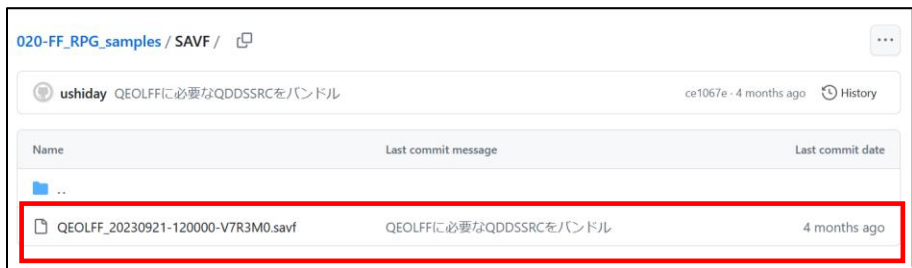 020-FF_RPG_samples / SAVF /
ushiday QEOLFFに必要なQDDSSRCをバンドル ce1067e · 4 months ago History
Name Last commit message Last commit date
..
QEOLFF_20230921-120000-V7R3M0.savf QEOLFFに必要なQDDSSRCをバンドル 4 months ago